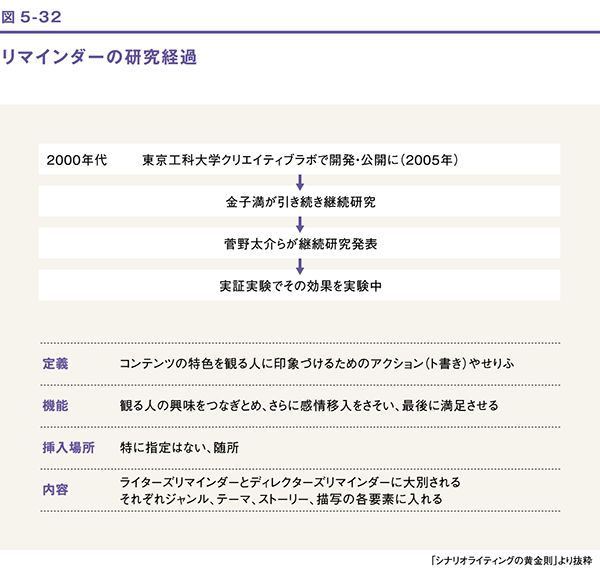 図 5-32
リマインダーの研究経過
2000年代　東京工科大学クリエイティブラボで開発・公開に（2005年）
金子満が引き続き継続研究
菅野太介らが継続研究発表
実証実験でその効果を実験中
定義　コンテンツの特色を観る人に印象づけるためのアクション（ト書き）やせりふ
機能　観る人の興味をつなぎとめ、さらに感情移入をさそい、最後に満足させる
挿入場所　特に指定はない、随所
内容　ライターズリマインダーとディレクターズリマインダーに大別される
それぞれジャンル、テーマ、ストーリー、描写の各要素に入れる
「シナリオライティングの黄金則」より抜粋